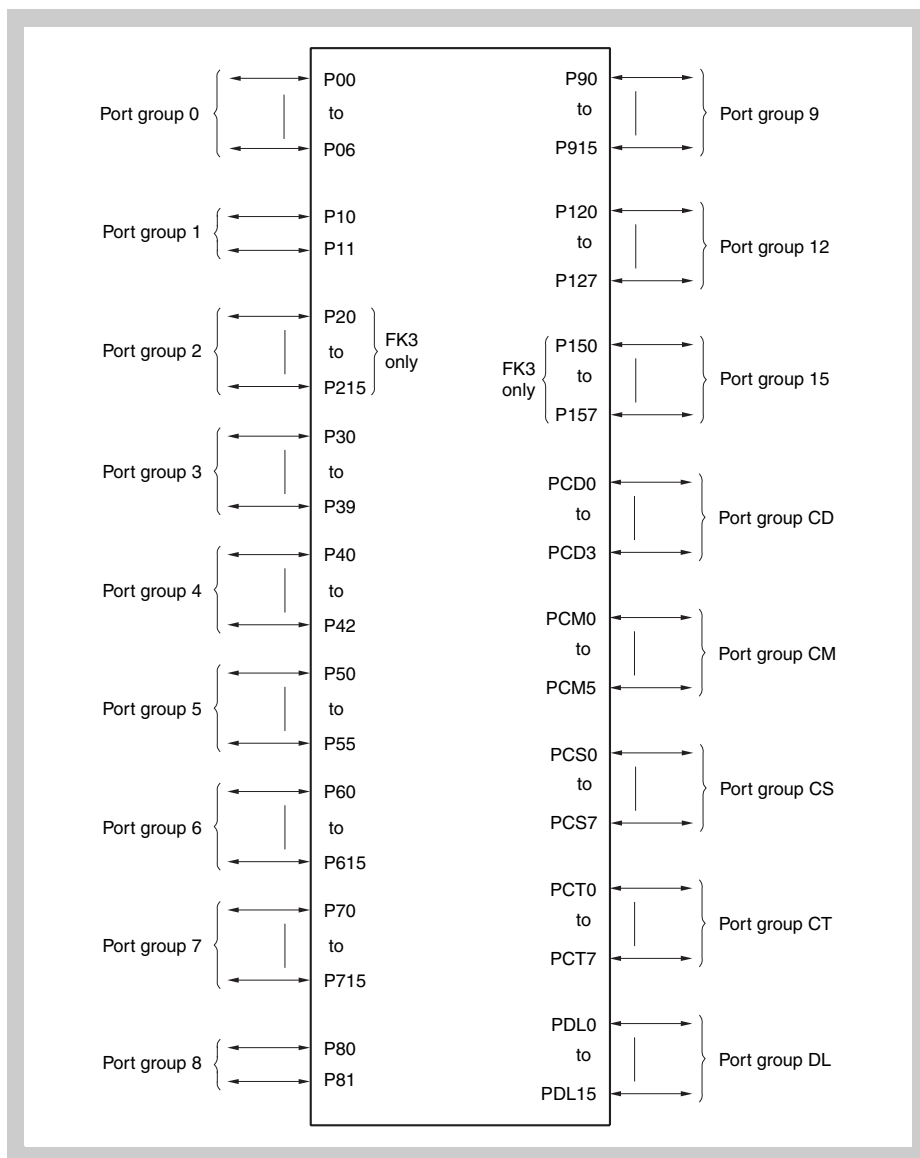 Port group 0
P00
to
P06
Port group 1
P10
P11
Port group 2
P20
to
P215
FK3
only
Port group 3
P30
to
P39
Port group 4
P40
to
P42
Port group 5
P50
to
P55
Port group 6
P60
to
P615
Port group 7
P70
to
P715
Port group 8
P80
P81
P90
to
P915
Port group 9
P120
to
P127
Port group 12
FK3
only
P150
to
P157
Port group 15
PCD0
to
PCD3
Port group CD
PCM0
to
PCM5
Port group CM
PCS0
to
PCS7
Port group CS
PCT0
to
PCT7
Port group CT
PDL0
to
PDL15
Port group DL